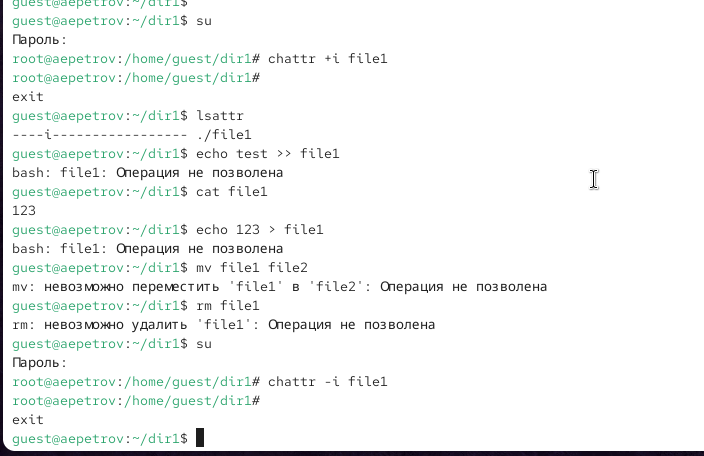 guest@aepetrov:~/dir1$
guest@aepetrov:~/dir1$ su
Пароль:
root@aepetrov:/home/guest/dir1# chattr +i file1
root@aepetrov:/home/guest/dir1#
exit
guest@aepetrov:~/dir1$ lsattr
----i----------------- ./file1
guest@aepetrov:~/dir1$ echo test >> file1
bash: file1: Операция не позволена
guest@aepetrov:~/dir1$ cat file1
123
guest@aepetrov:~/dir1$ echo 123 > file1
bash: file1: Операция не позволена
guest@aepetrov:~/dir1$ mv file1 file2
mv: невозможно переместить 'file1' в 'file2': Операция не позволена
guest@aepetrov:~/dir1$ rm file1
rm: невозможно удалить 'file1': Операция не позволена
guest@aepetrov:~/dir1$ su
Пароль:
root@aepetrov:/home/guest/dir1# chattr -i file1
root@aepetrov:/home/guest/dir1#
exit
guest@aepetrov:~/dir1$